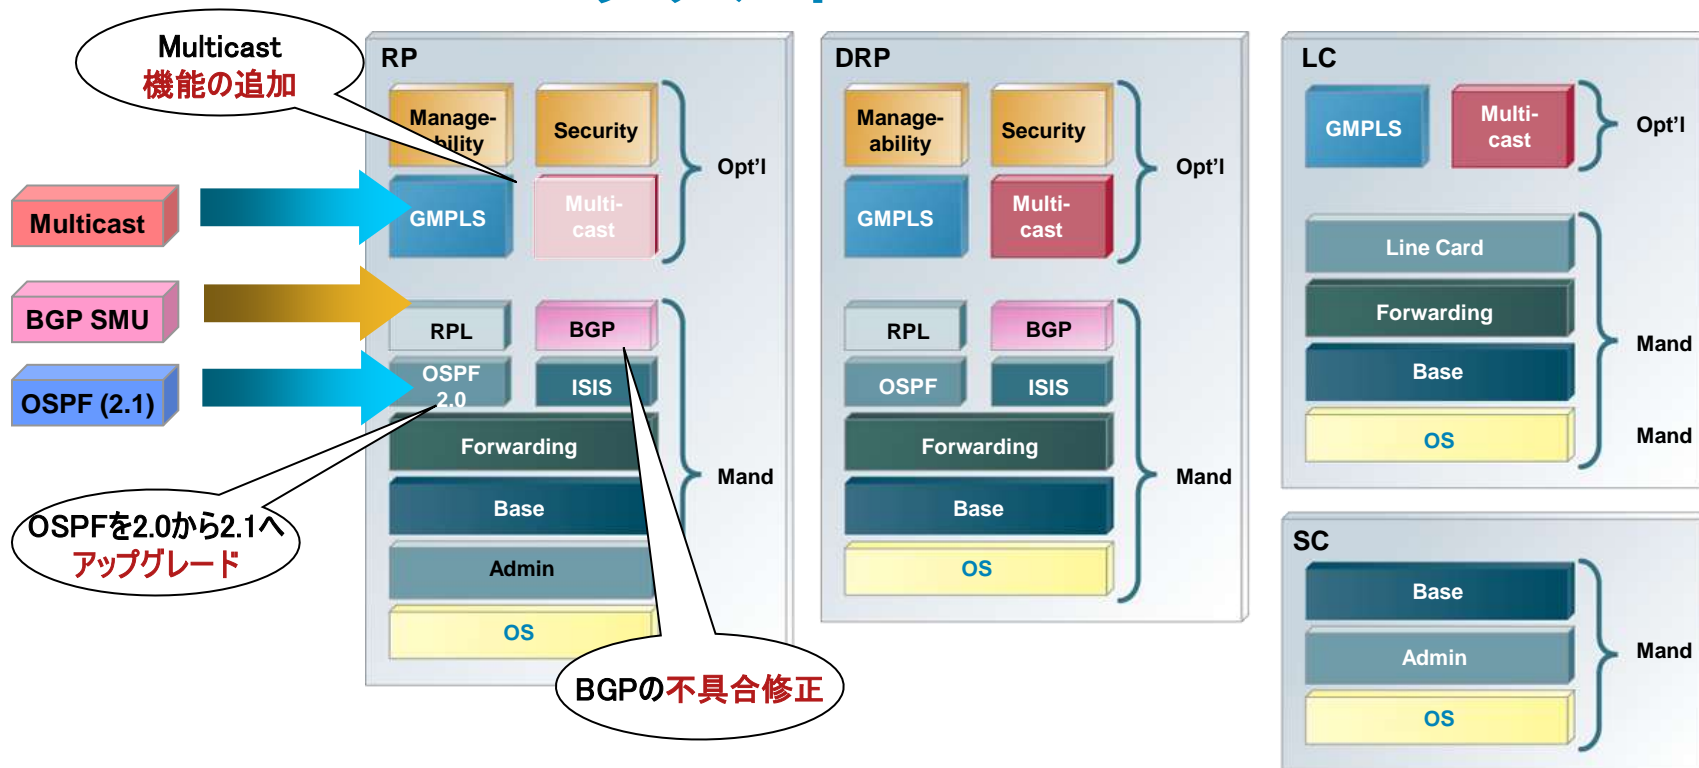 Multicast
機能の追加
Multicast
BGP SMU
OSPF (2.1)
OSPFを2.0から2.1へ
アップグレード
RP
Manage-
ability
Security
GMPLS
Multi-
cast
Opt'l
RPL
BGP
OSPF
2.0
ISIS
Forwarding
Base
Admin
OS
Mand
BGPの不具合修正
DRP
Manage-
ability
Security
GMPLS
Multi-
cast
Opt'l
RPL
BGP
OSPF
ISIS
Forwarding
Base
OS
Mand
LC
GMPLS
Multi-
cast
Opt'l
Line Card
Forwarding
Base
OS
Mand
Mand
SC
Base
Admin
OS
Mand